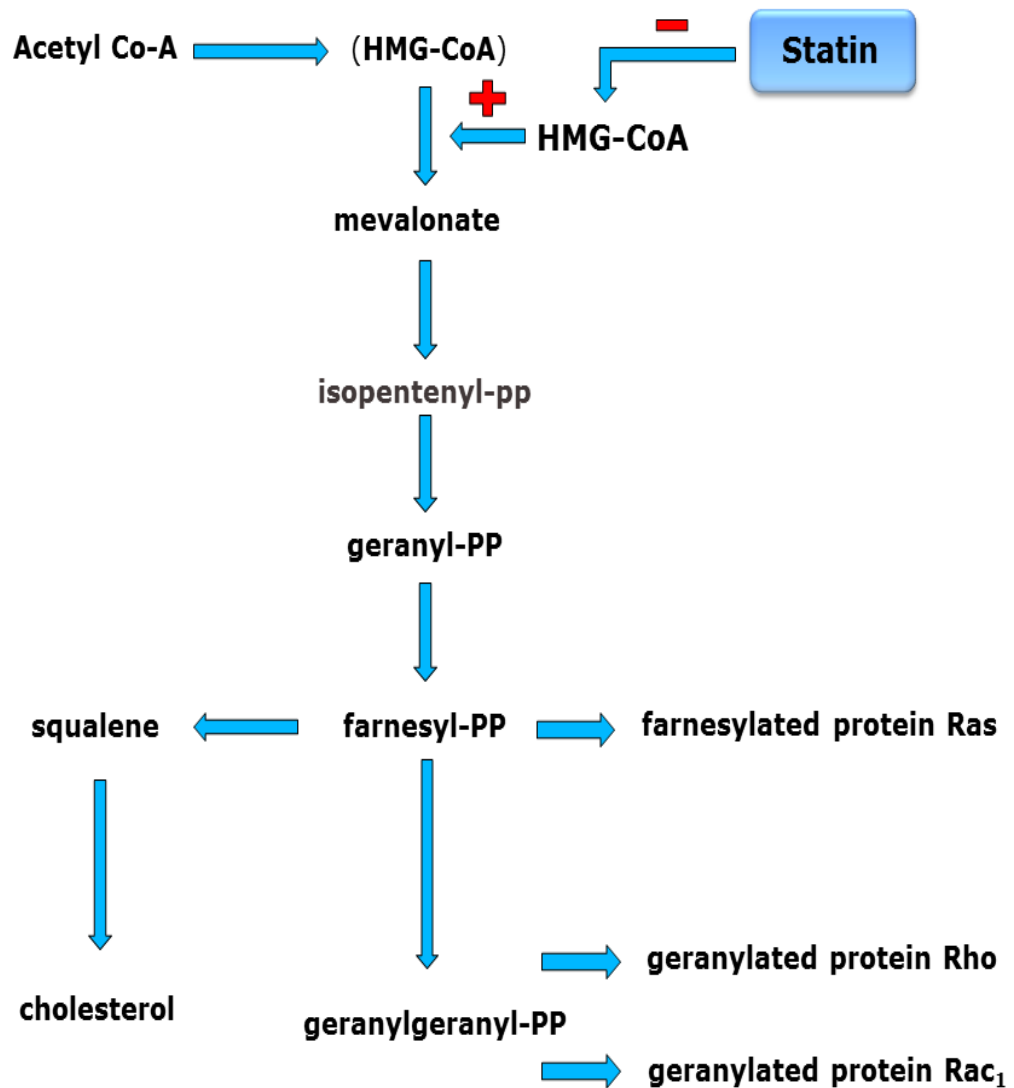 Acetyl Co-A
(HMG-CoA)
Statin
HMG-CoA
mevalonate
isopentenyl-pp
geranyl-PP
squalene
farnesyl-PP
farnesylated protein Ras
cholesterol
geranylgeranyl-PP
geranylated protein Rho
geranylated protein Rac₁